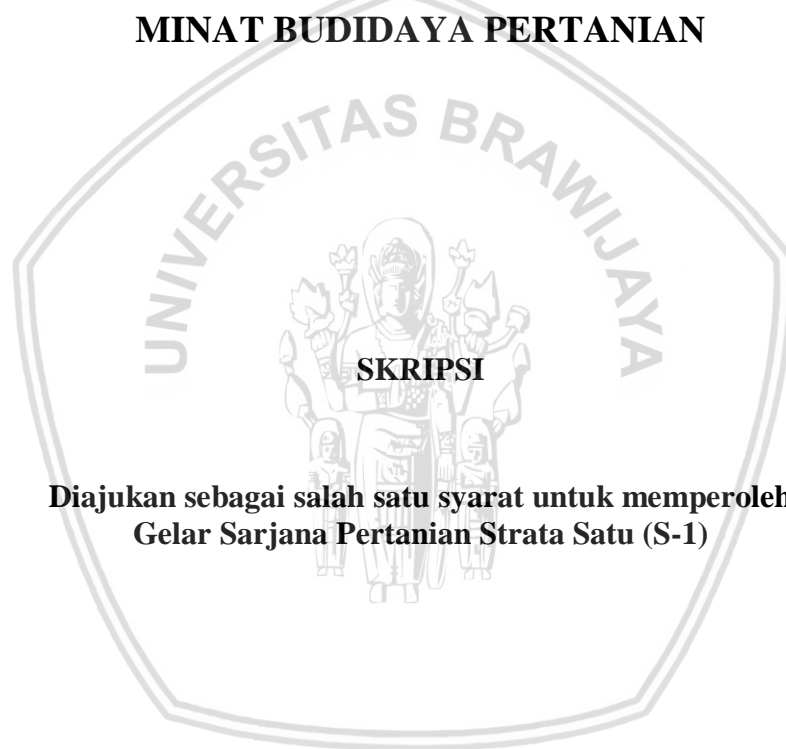 MINAT BUDIDAYA PERTANIAN
UNIVERSITAS BRAWIJAYA
SKRIPSI
Diajukan sebagai salah satu syarat untuk memperoleh
Gelar Sarjana Pertanian Strata Satu (S-1)